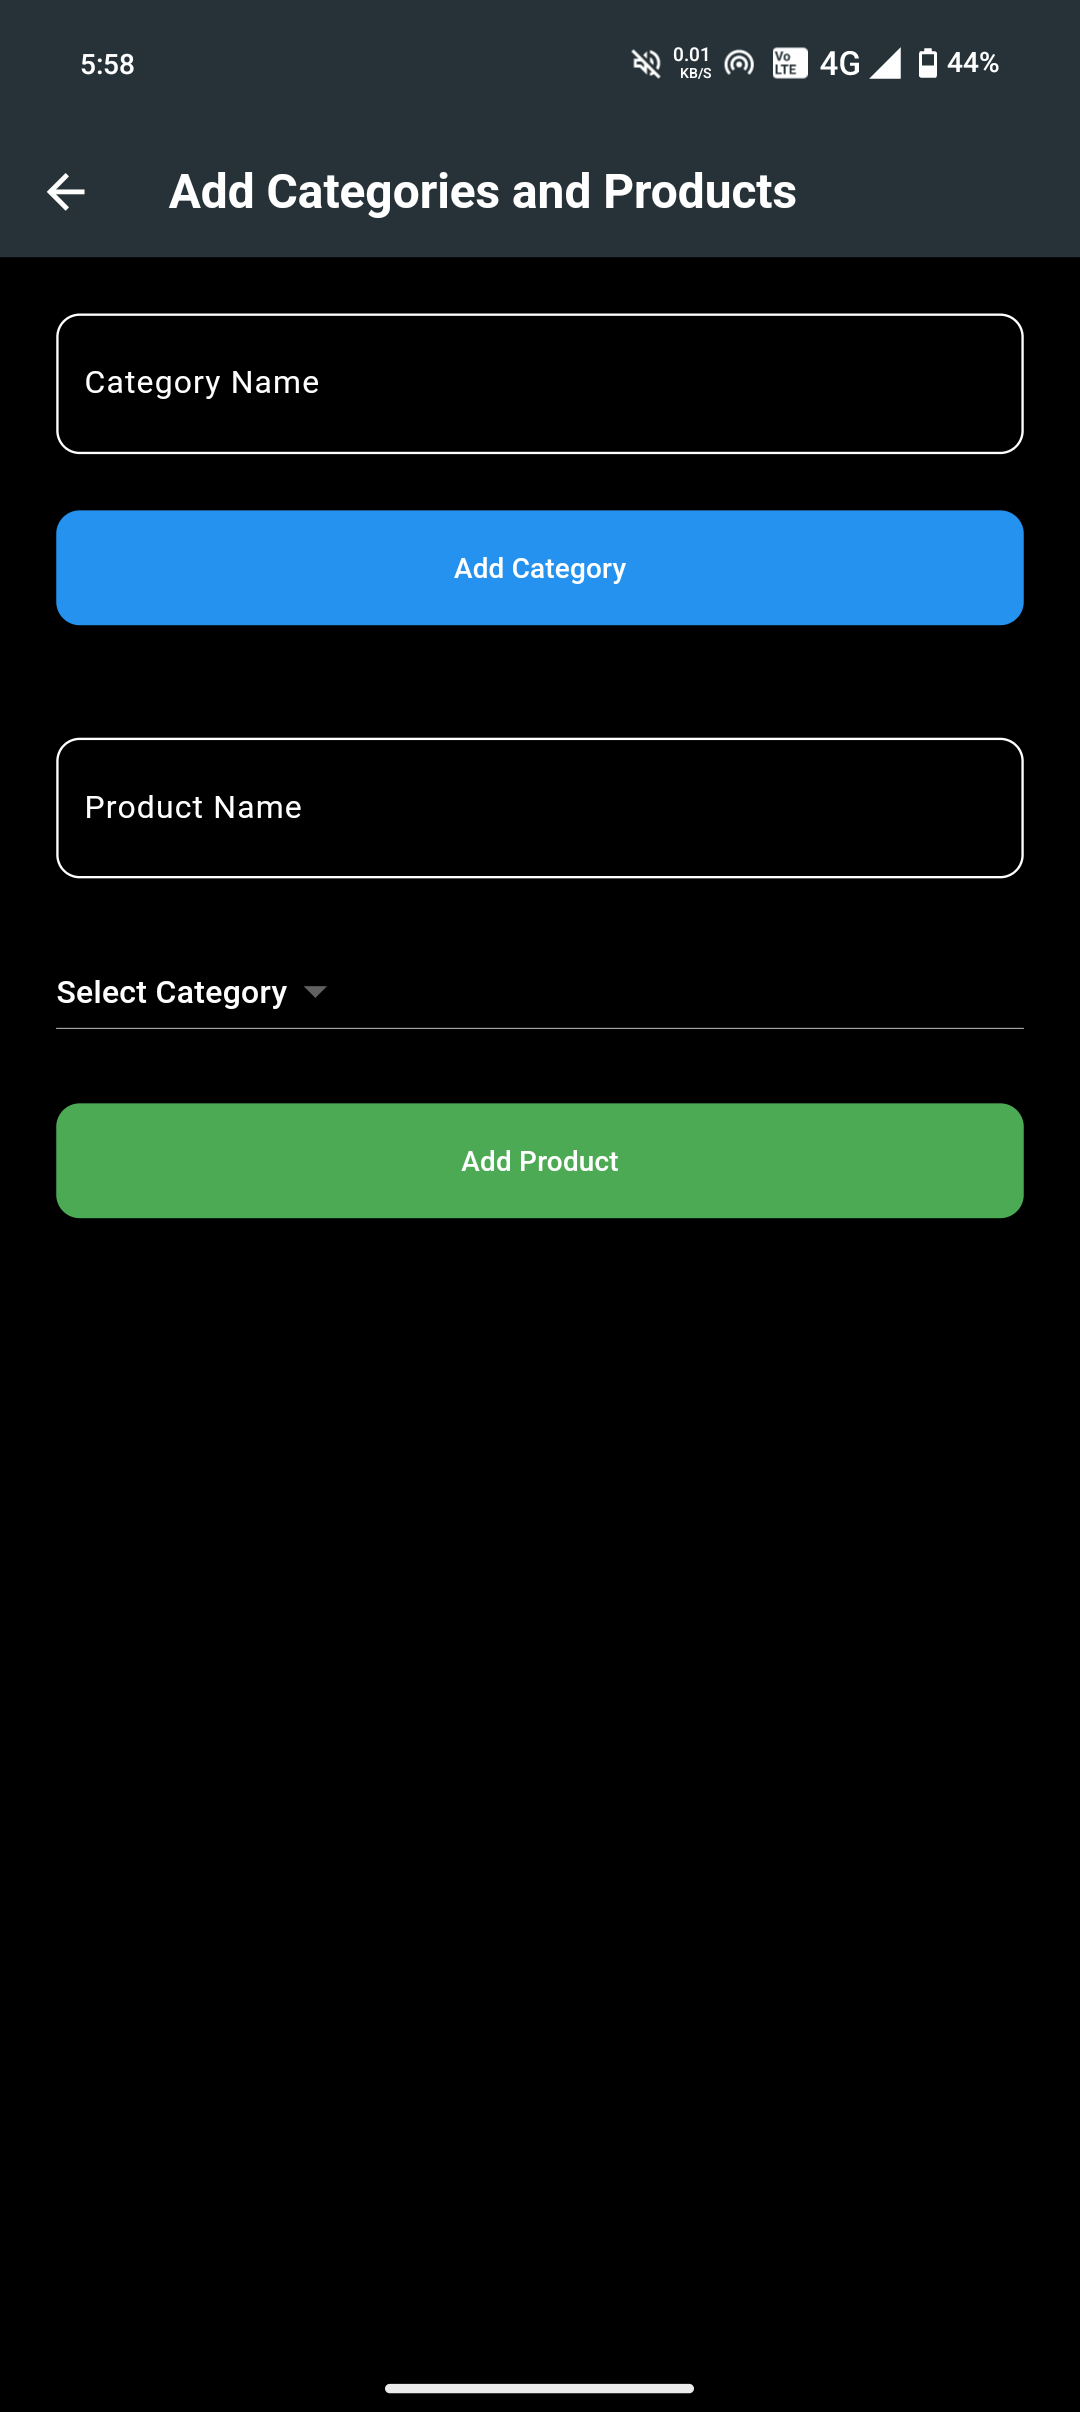 5:58
0.01
KB/S
Vo
LTE
4G
44%
Add Categories and Products
Category Name
Add Category
Product Name
Select Category
Add Product